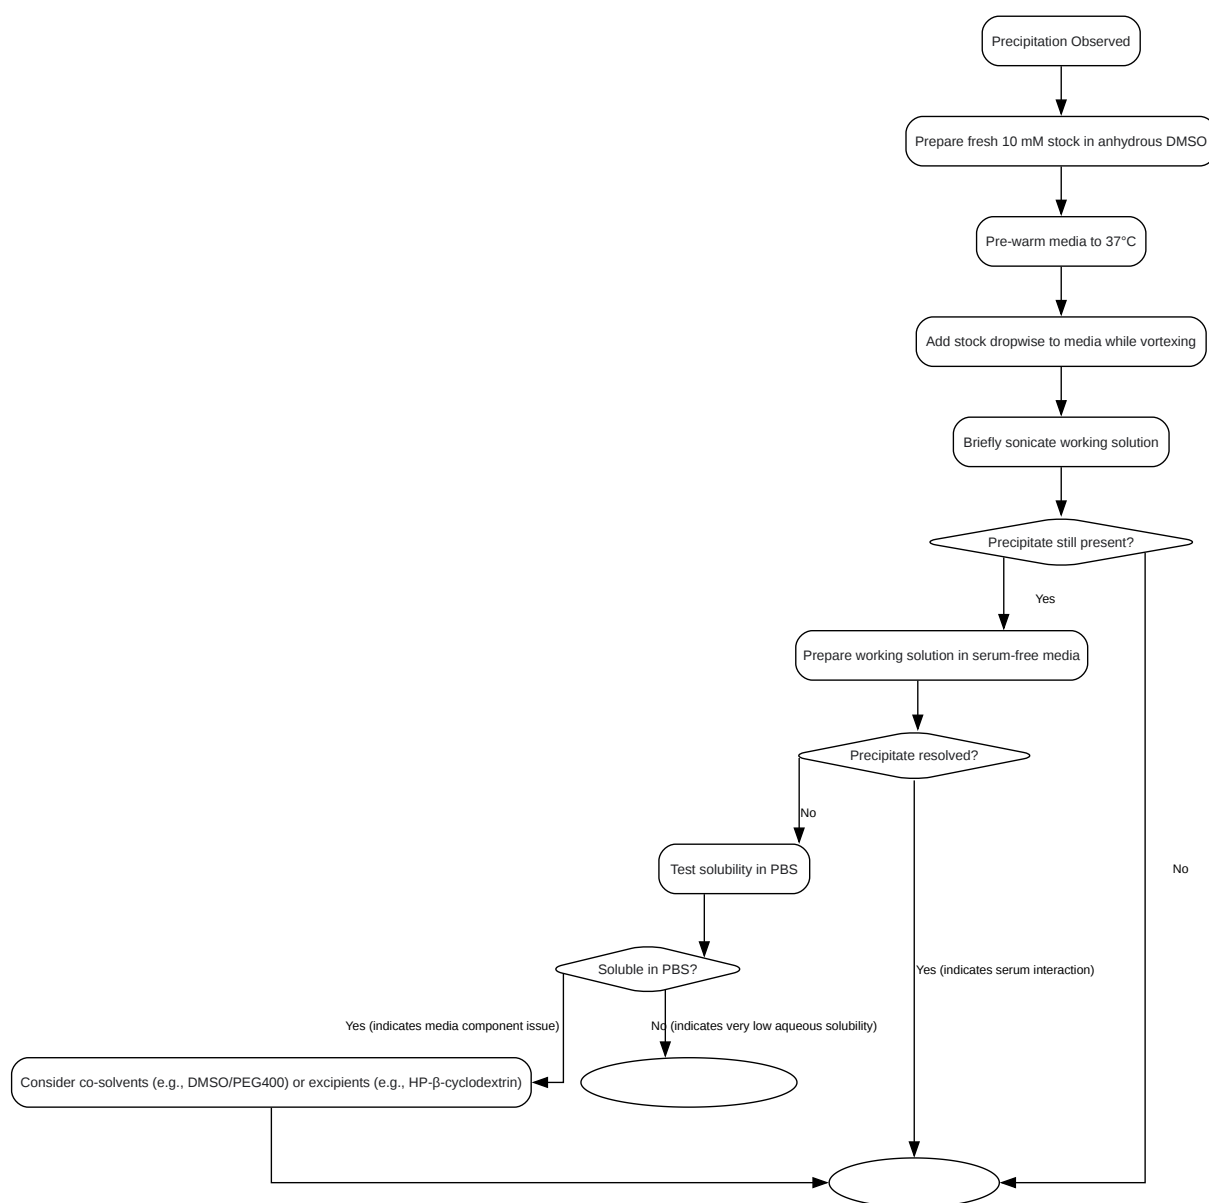 Precipitation Observed
Prepare fresh 10 mM stock in anhydrous DMSO
Pre-warm media to 37°C
Add stock dropwise to media while vortexing
Briefly sonicate working solution
Precipitate still present?
Yes
Prepare working solution in serum-free media
Precipitate resolved?
No
Test solubility in PBS
No
Soluble in PBS?
Yes (indicates serum interaction)
Yes (indicates media component issue)
No (indicates very low aqueous solubility)
Consider co-solvents (e.g., DMSO/PEG400) or excipients (e.g., HP-β-cyclodextrin)